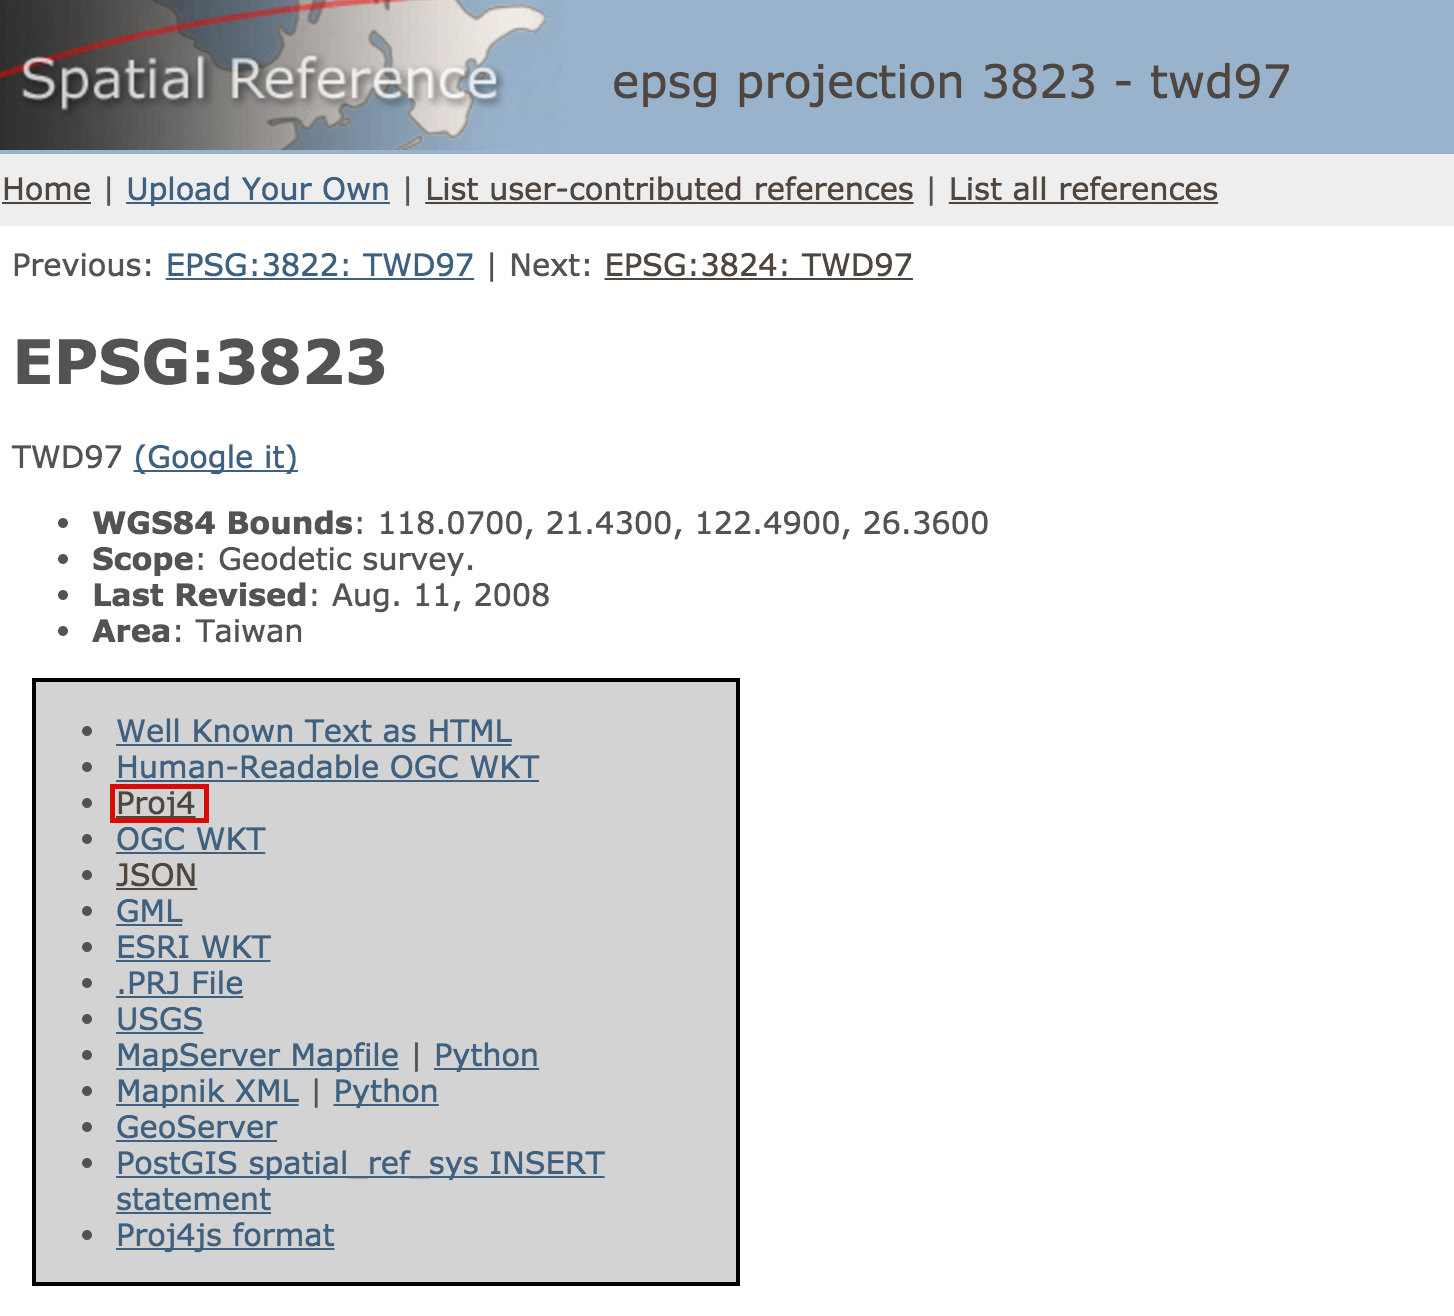 Spatial Reference
epsg projection 3823 - twd97
Home | Upload Your Own | List user-contributed references | List all references
Previous: EPSG:3822: TWD97 | Next: EPSG:3824: TWD97
EPSG:3823
TWD97 (Google it)
• WGS84 Bounds: 118.0700, 21.4300, 122.4900, 26.3600
• Scope: Geodetic survey.
• Last Revised: Aug. 11, 2008
• Area: Taiwan
• Well Known Text as HTML
• Human-Readable OGC WKT
• Proj4
• OGC WKT
• JSON
• GML
• ESRI WKT
• .PRJ File
• USGS
• MapServer Mapfile | Python
• Mapnik XML | Python
• GeoServer
• PostGIS spatial_ref_sys INSERT
statement
• Proj4js format